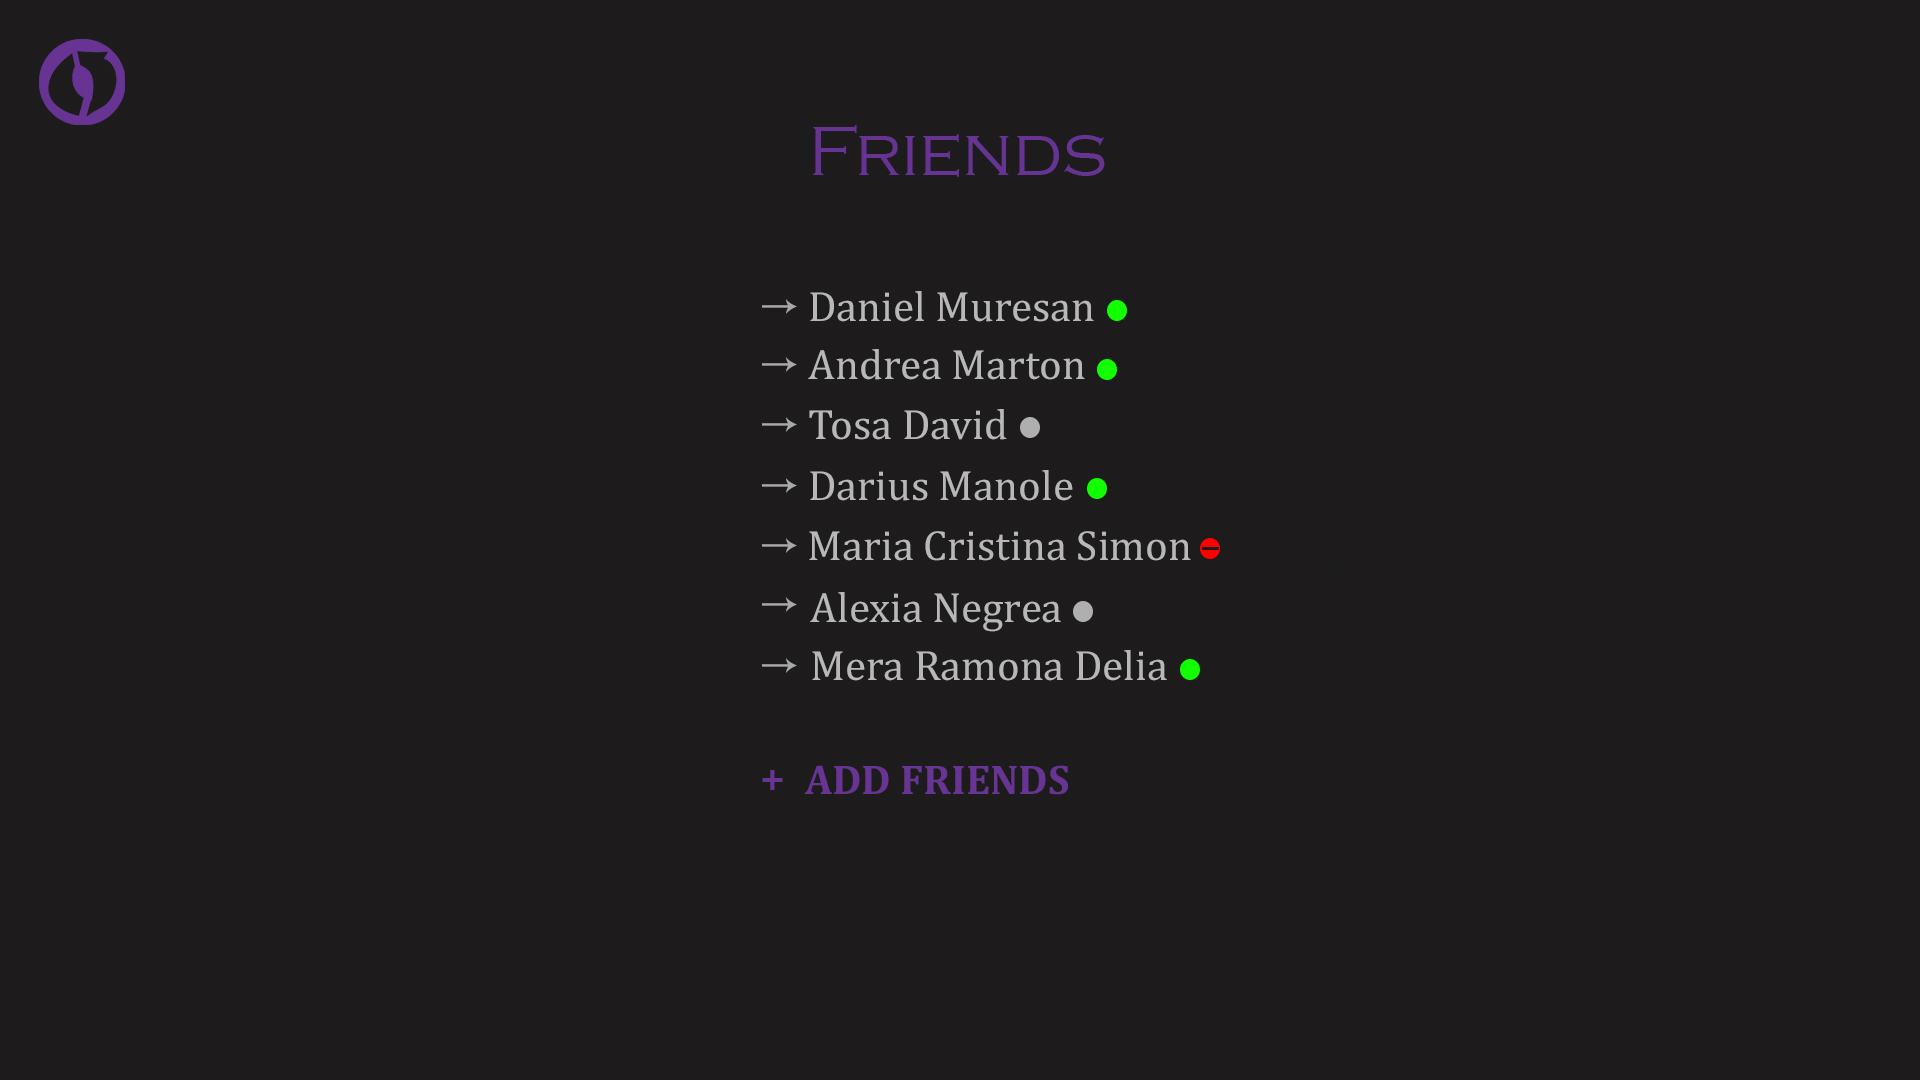 Friends
→ Daniel Muresan
→ Andrea Marton
→ Tosa David
→ Darius Manole
→ Maria Cristina Simon
→ Alexia Negrea
→ Mera Ramona Delia
+ ADD FRIENDS